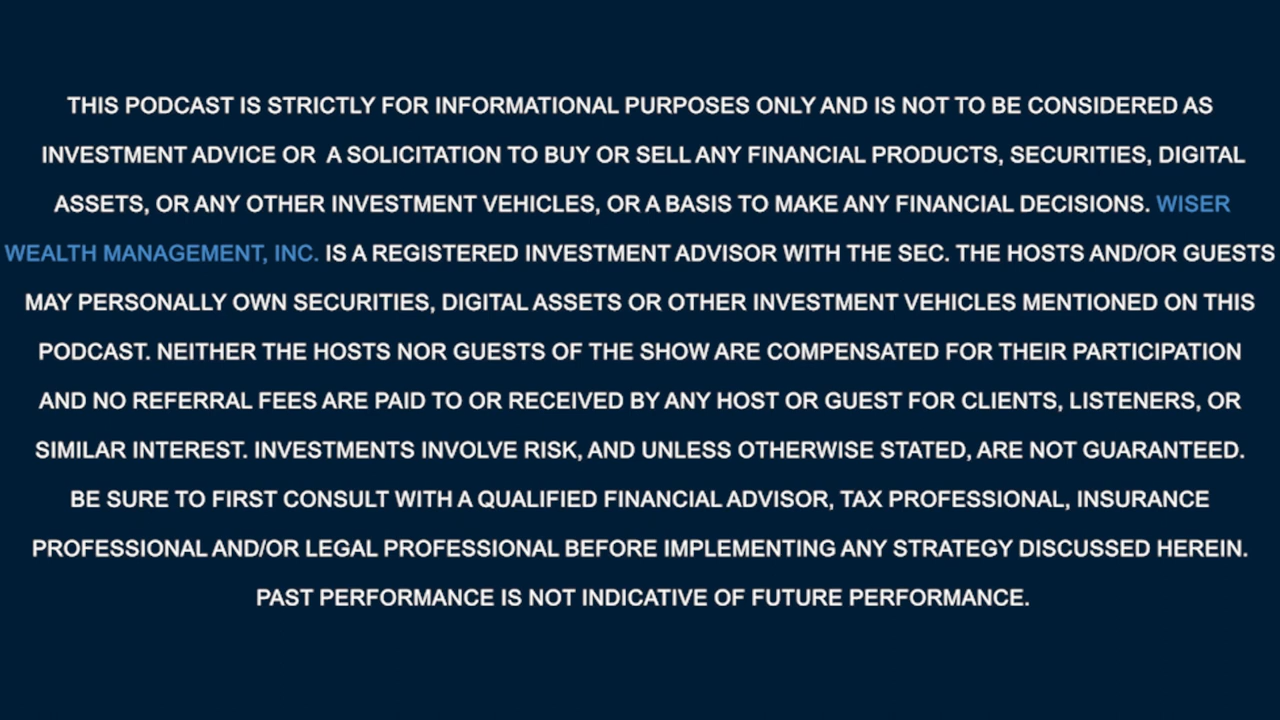 THIS PODCAST IS STRICTLY FOR INFORMATIONAL PURPOSES ONLY AND IS NOT TO BE CONSIDERED AS
INVESTMENT ADVICE OR A SOLICITATION TO BUY OR SELL ANY FINANCIAL PRODUCTS, SECURITIES, DIGITAL
ASSETS, OR ANY OTHER INVESTMENT VEHICLES, OR A BASIS TO MAKE ANY FINANCIAL DECISIONS. WISER
WEALTH MANAGEMENT, INC. IS A REGISTERED INVESTMENT ADVISOR WITH THE SEC. THE HOSTS AND/OR GUESTS
MAY PERSONALLY OWN SECURITIES, DIGITAL ASSETS OR OTHER INVESTMENT VEHICLES MENTIONED ON THIS
PODCAST. NEITHER THE HOSTS NOR GUESTS OF THE SHOW ARE COMPENSATED FOR THEIR PARTICIPATION
AND NO REFERRAL FEES ARE PAID TO OR RECEIVED BY ANY HOST OR GUEST FOR CLIENTS, LISTENERS, OR
SIMILAR INTEREST. INVESTMENTS INVOLVE RISK, AND UNLESS OTHERWISE STATED, ARE NOT GUARANTEED.
BE SURE TO FIRST CONSULT WITH A QUALIFIED FINANCIAL ADVISOR, TAX PROFESSIONAL, INSURANCE
PROFESSIONAL AND/OR LEGAL PROFESSIONAL BEFORE IMPLEMENTING ANY STRATEGY DISCUSSED HEREIN.
PAST PERFORMANCE IS NOT INDICATIVE OF FUTURE PERFORMANCE.